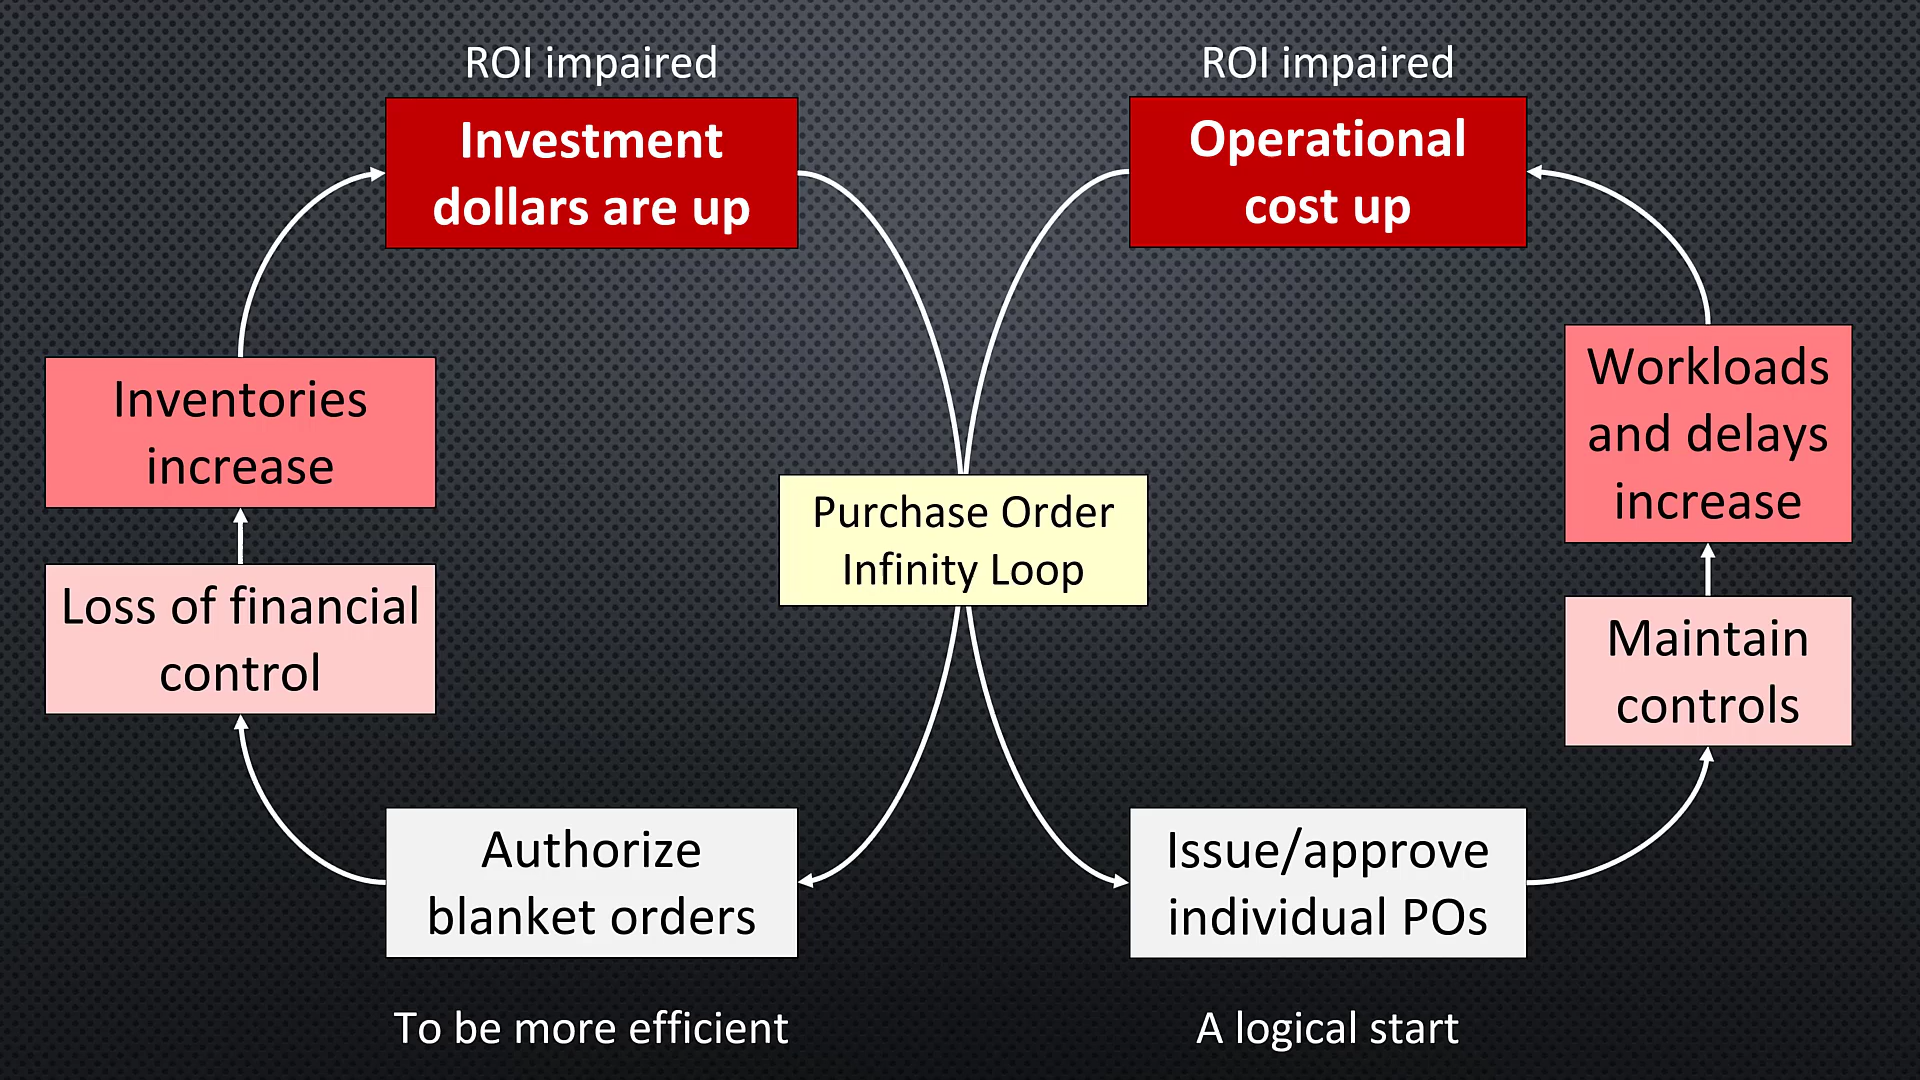 ROI impaired
Investment
dollars are up
ROI impaired
Operational
cost up
Inventories
increase
Workloads
and delays
increase
Purchase Order
Infinity Loop
Loss of financial
control
Maintain
controls
Authorize
blanket orders
Issue/approve
individual POs
To be more efficient
A logical start